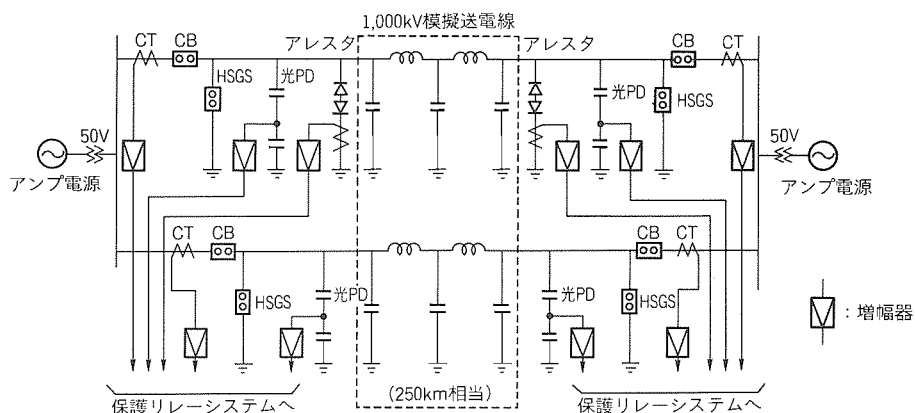 1,000kV模擬送電線
CT
CB
アレスタ
アレスタ
CB
CT
HSGS
光PD
光PD
HSGS
50V
50V
アンプ電源
アンプ電源
CT
CB
CB
CT
HSGS
光PD
光PD
HSGS
:増幅器
(250km相当)
保護リレーシステムへ
保護リレーシステムへ